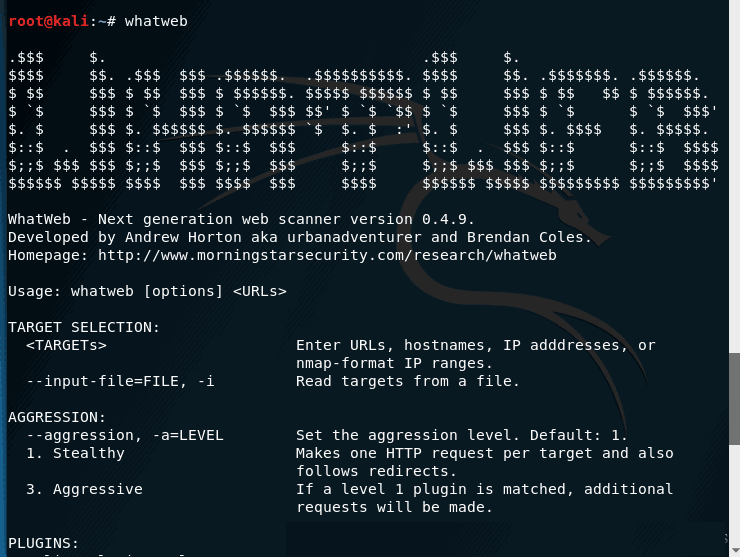 root@kali:~# whatweb
.$$$     $.                                   .$$$     $.
$$$$     $$. .$$$  $$$ .$$$$$$.  .$$$$$$$$$$. $$$$     $$. .$$$$$$$. .$$$$$$.
$ $$     $$$ $ $$  $$$ $ $$$$$$. $$$$$ $$$$$$ $ $$     $$$ $ $$   $$ $ $$$$$$.
$ `$     $$$ $ `$  $$$ $ `$  $$$ $$' $ `$ `$$ $ `$     $$$ $ `$      $ `$  $$$'
$. $     $$$ $. $$$$$$ $. $$$$$$ `$  $. $  :' $. $     $$$ $. $$$$   $. $$$$$.
$::$  .  $$$ $::$  $$$ $::$  $$$     $::$     $::$  .  $$$ $::$      $::$  $$$$
$;;$ $$$ $$$ $;;$  $$$ $;;$  $$$     $;;$     $;;$ $$$ $$$ $;;$      $;;$  $$$$
$$$$$$ $$$$$ $$$$  $$$ $$$$  $$$     $$$$     $$$$$$ $$$$$ $$$$$$$$$ $$$$$$$$$'
WhatWeb - Next generation web scanner version 0.4.9.
Developed by Andrew Horton aka urbanadventurer and Brendan Coles.
Homepage: http://www.morningstarsecurity.com/research/whatweb
Usage: whatweb [options] <URLs>
TARGET SELECTION:
  <TARGETs>                     Enter URLs, hostnames, IP adddresses, or
                                nmap-format IP ranges.
  --input-file=FILE, -i         Read targets from a file.
AGGRESSION:
  --aggression, -a=LEVEL        Set the aggression level. Default: 1.
  1. Stealthy                   Makes one HTTP request per target and also
                                follows redirects.
  3. Aggressive                 If a level 1 plugin is matched, additional
                                requests will be made.
PLUGINS: